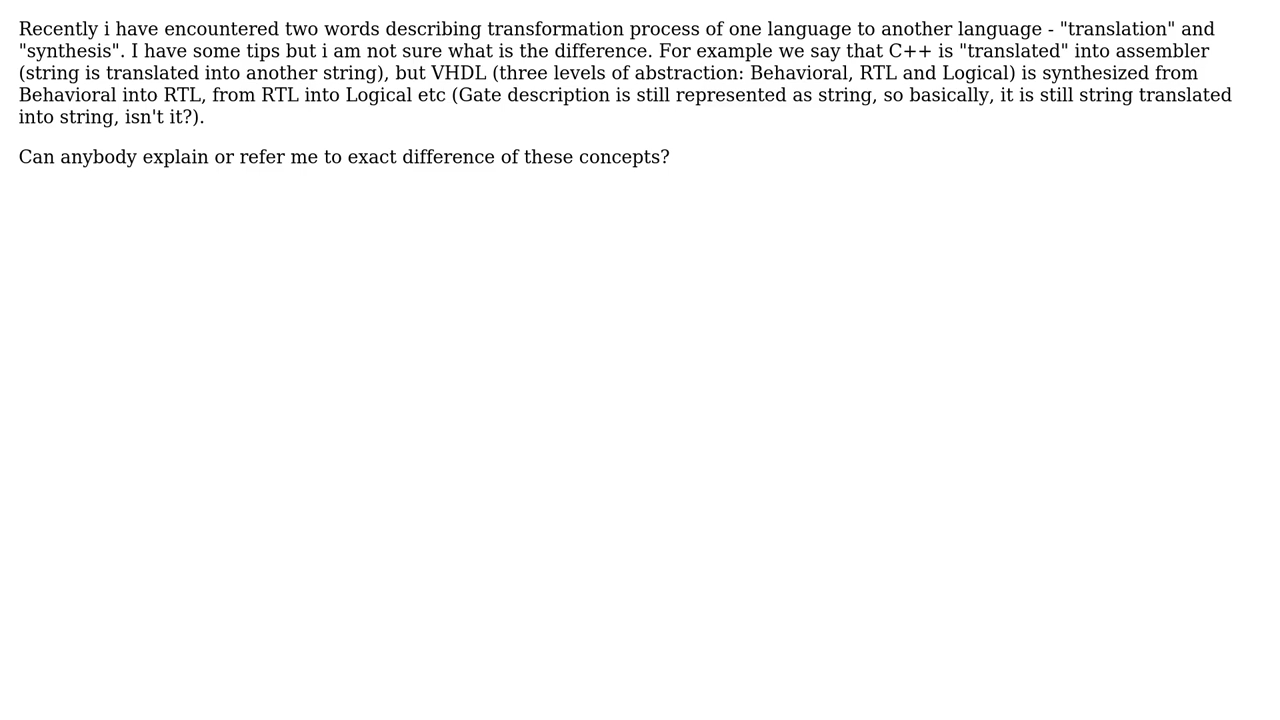 Recently i have encountered two words describing transformation process of one language to another language - "translation" and
"synthesis". I have some tips but i am not sure what is the difference. For example we say that C++ is "translated" into assembler
(string is translated into another string), but VHDL (three levels of abstraction: Behavioral, RTL and Logical) is synthesized from
Behavioral into RTL, from RTL into Logical etc (Gate description is still represented as string, so basically, it is still string translated
into string, isn't it?).
Can anybody explain or refer me to exact difference of these concepts?